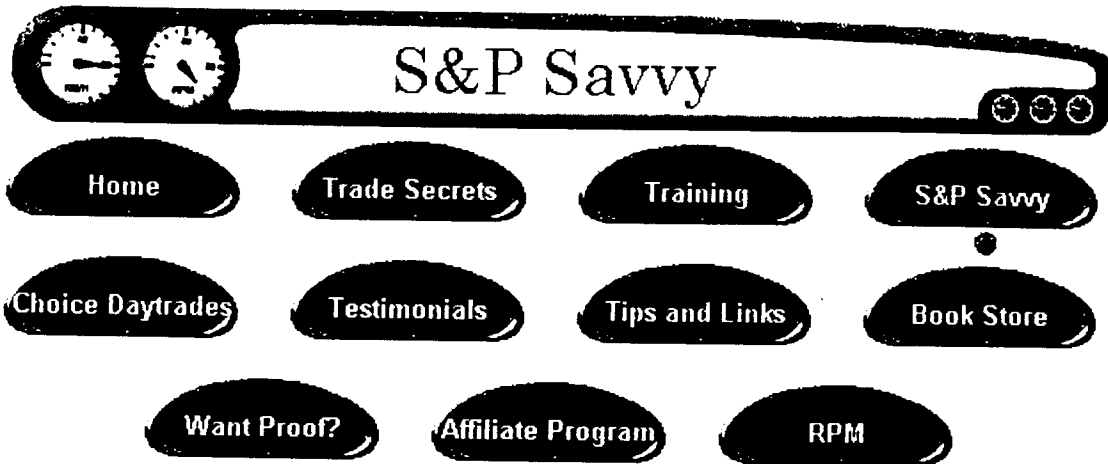 S&P Savvy
RPM
Home
Trade Secrets
Training
S&P Savvy
Choice Daytrades
Testimonials
Tips and Links
Book Store
Want Proof?
Affiliate Program
RPM